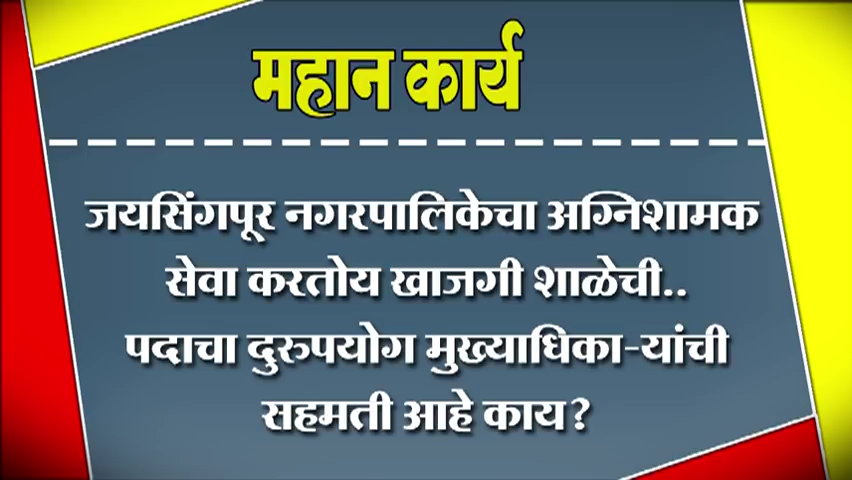 महान कार्य
जयसिंगपूर नगरपालिकेचा अग्निशामक
सेवा करतोय खाजगी शाळेची..
पदाचा दुरुपयोग मुख्याधिका-यांची
सहमती आहे काय?